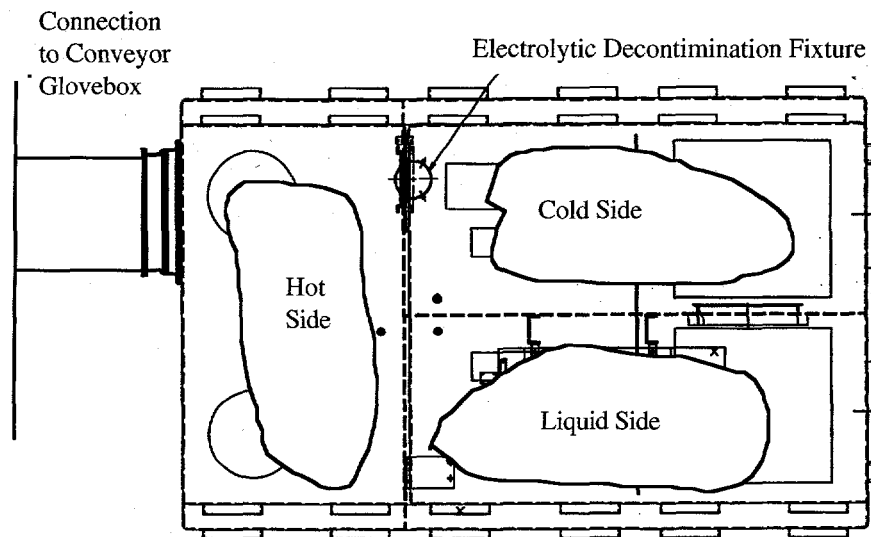 Connection
to Conveyor
Glovebox
Electrolytic Decontimination Fixture
Cold Side
Hot
Side
Liquid Side